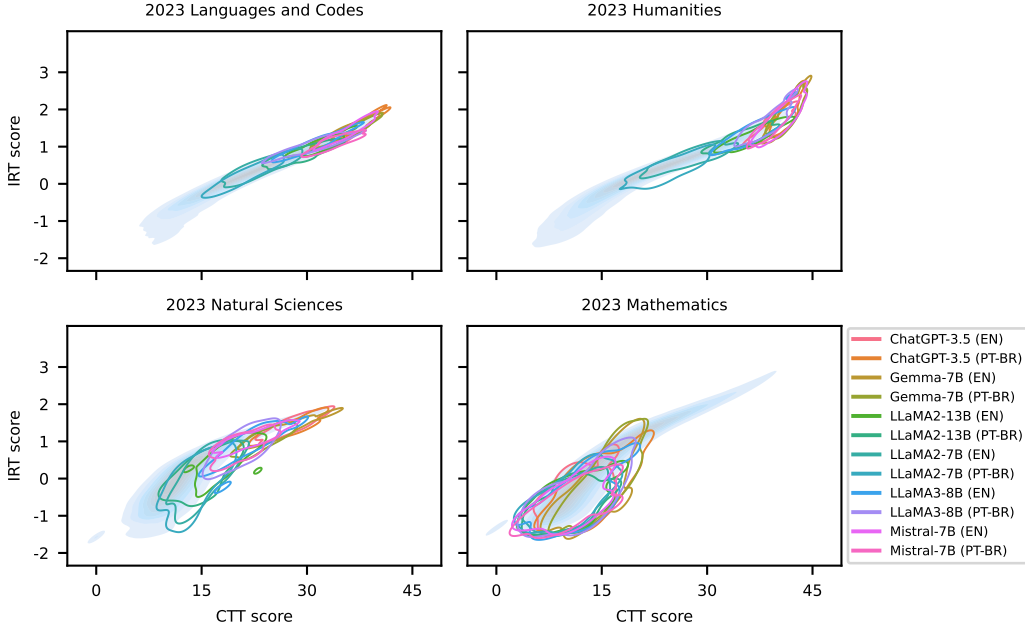 2023 Languages and Codes
2023 Humanities
IRT score
3
2
1
0
-1
-2
2023 Natural Sciences
2023 Mathematics
IRT score
3
2
1
0
-1
-2
0
15
30
45
0
15
30
45
CTT score
CTT score
ChatGPT-3.5 (EN)
ChatGPT-3.5 (PT-BR)
Gemma-7B (EN)
Gemma-7B (PT-BR)
LLaMA2-13B (EN)
LLaMA2-13B (PT-BR)
LLaMA2-7B (EN)
LLaMA2-7B (PT-BR)
LLaMA3-8B (EN)
LLaMA3-8B (PT-BR)
Mistral-7B (EN)
Mistral-7B (PT-BR)